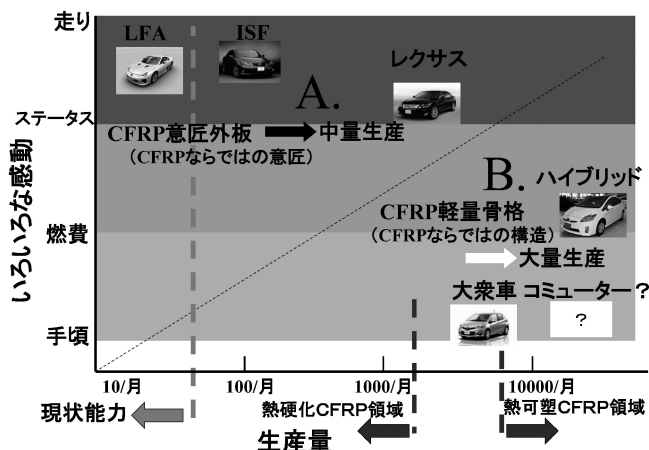 走り
LFA
ISF
レクサス
A.
ステータス
CFRP意匠外板
中量生産
(CFRPならではの意匠)
B.
ハイブリッド
CFRP軽量骨格
(CFRPならではの構造)
燃費
大量生産
大衆車 コミューター?
?
手頃
いろいろな感動
10/月
100/月
1000/月
10000/月
現状能力
熱硬化CFRP領域
熱可塑CFRP領域
生産量